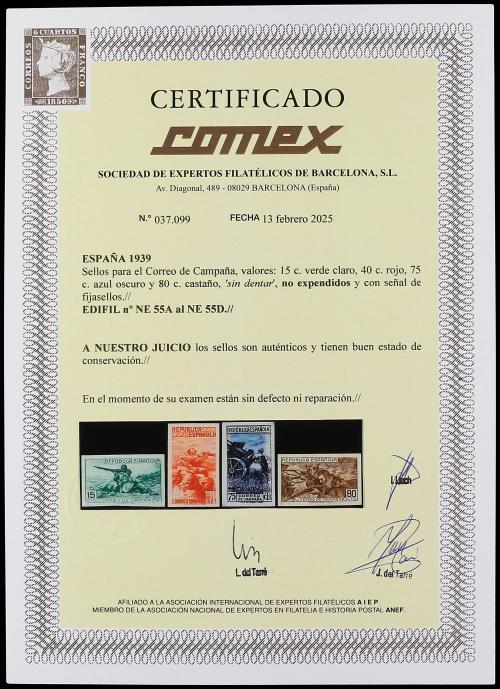 6 CUARTOS
CORREOS
FRANCO
1850
CERTIFICADO
comex
SOCIEDAD DE EXPERTOS FILATÉLICOS DE BARCELONA, S.L.
Av. Diagonal, 489 - 08029 BARCELONA (España)
N.º 037.099 FECHA 13 febrero 2025
ESPAÑA 1939
Sellos para el Correo de Campaña, valores: 15 c. verde claro, 40 c. rojo, 75
c. azul oscuro y 80 c. castaño, 'sin dentar', no expendidos y con señal de
fijasellos.//
EDIFIL nº NE 55A al NE 55D.//
A NUESTRO JUICIO los sellos son auténticos y tienen buen estado de
conservación.//
En el momento de su examen están sin defecto ni reparación.//
REPUBLICA ESPAÑOLA
15
CORREO DE CAMPAÑA
REPUBLICA
ESPAÑOLA
REPUBLICA ESPAÑOLA
75
CORREO
DE CAMPAÑA
REPUBLICA ESPAÑOLA
80
L. del Tarré
J. del Tarré
AFILIADO A LA ASOCIACIÓN INTERNACIONAL DE EXPERTOS FILATÉLICOS A I E P
MIEMBRO DE LA ASOCIACIÓN NACIONAL DE EXPERTOS EN FILATELIA E HISTORIA POSTAL ANEF.